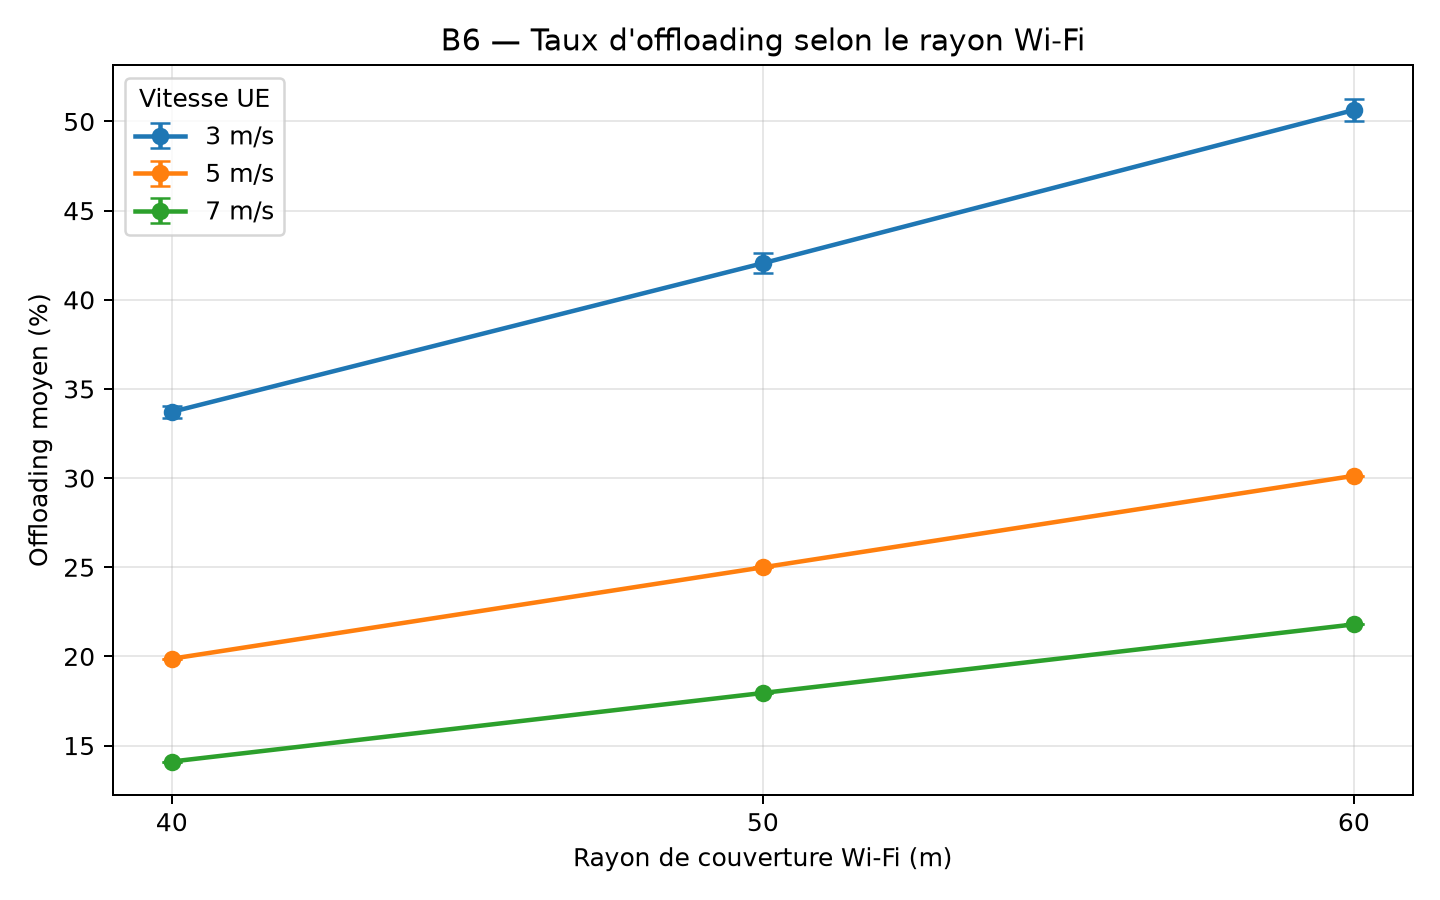 B6 — Taux d'offloading selon le rayon Wi-Fi
Vitesse UE
3 m/s
5 m/s
7 m/s
50
45
40
35
30
25
20
15
Offloading moyen (%)
40
50
60
Rayon de couverture Wi-Fi (m)